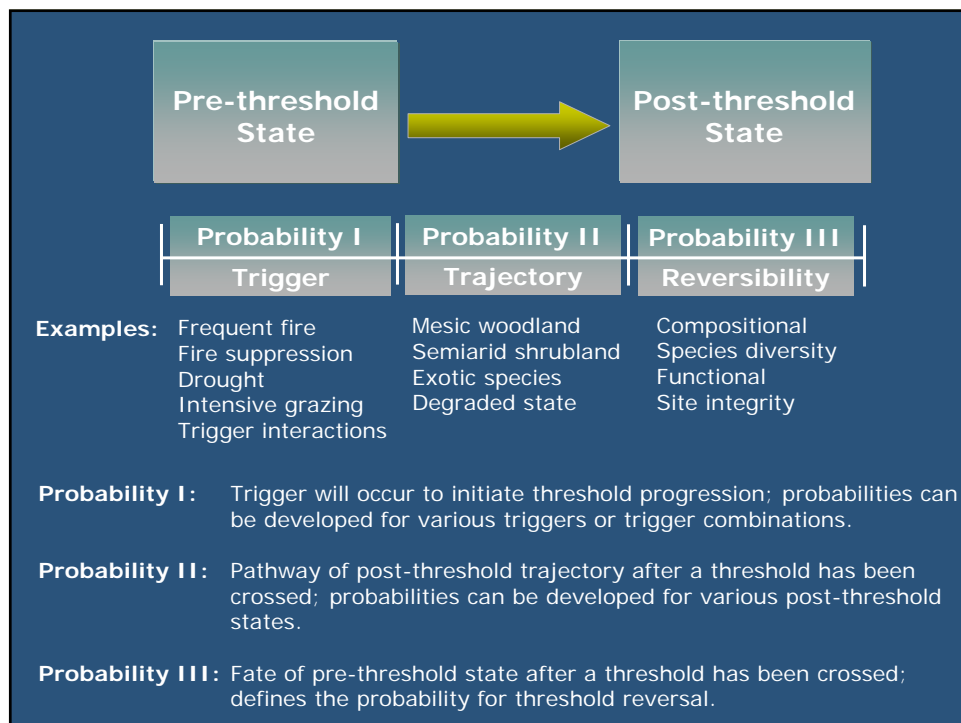 Pre-threshold
State
Post-threshold
State
Probability I
Trigger
Probability II
Trajectory
Probability III
Reversibility
Examples:
Frequent fire
Fire suppression
Drought
Intensive grazing
Trigger interactions
Mesic woodland
Semiarid shrubland
Exotic species
Degraded state
Compositional
Species diversity
Functional
Site integrity
Probability I: Trigger will occur to initiate threshold progression; probabilities can
be developed for various triggers or trigger combinations.
Probability II: Pathway of post-threshold trajectory after a threshold has been
crossed; probabilities can be developed for various post-threshold
states.
Probability III: Fate of pre-threshold state after a threshold has been crossed;
defines the probability for threshold reversal.